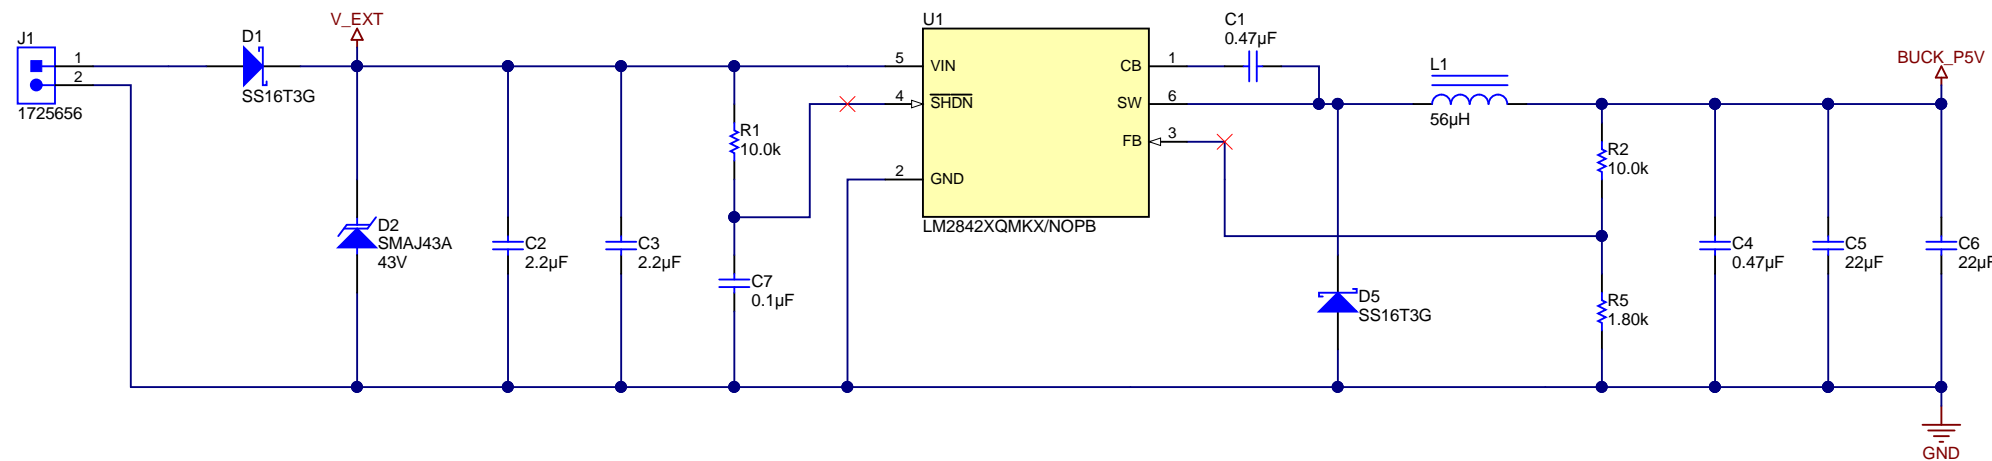 J1
1
2
1725656
D1
SS16T3G
V_EXT
D2
SMAJ43A
43V
C2
2.2µF
C3
2.2µF
R1
10.0k
C7
0.1µF
U1
5
VIN
4
SHDN
2
GND
CB
1
SW
6
FB
3
LM2842XQMKX/NOPB
C1
0.47µF
D5
SS16T3G
L1
56µH
R2
10.0k
R5
1.80k
C4
0.47µF
C5
22µF
BUCK_P5V
C6
22µF
GND